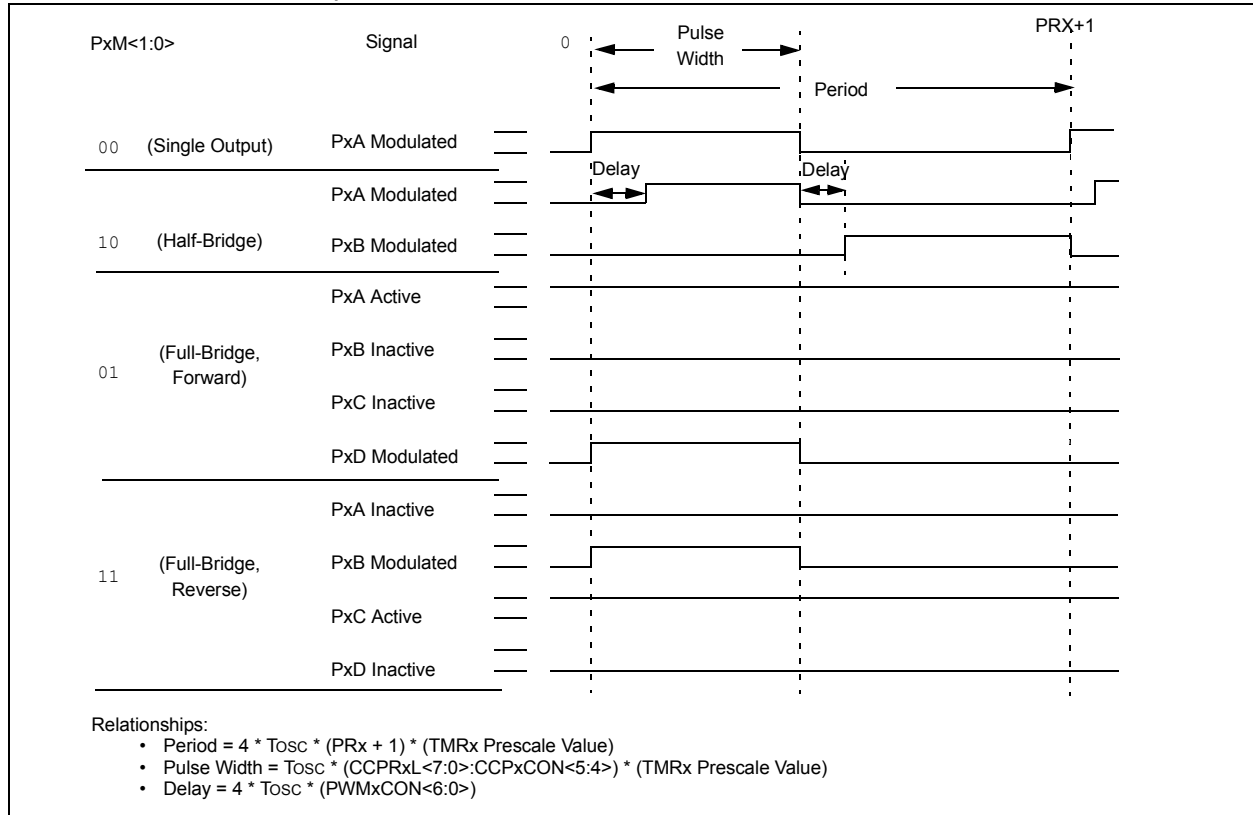 PxM<1:0>
Signal
0
Pulse
Width
PRX+1
Period
00
(Single Output)
PxA Modulated
Delay
Delay
PxA Modulated
10
(Half-Bridge)
PxB Modulated
PxA Active
01
(Full-Bridge,
Forward)
PxB Inactive
PxC Inactive
PxD Modulated
PxA Inactive
11
(Full-Bridge,
Reverse)
PxB Modulated
PxC Active
PxD Inactive
Relationships:
• Period = 4 * TOSC * (PRx + 1) * (TMRx Prescale Value)
• Pulse Width = TOSC * (CCPRxL<7:0>:CCPxCON<5:4>) * (TMRx Prescale Value)
• Delay = 4 * TOSC * (PWMxCON<6:0>)